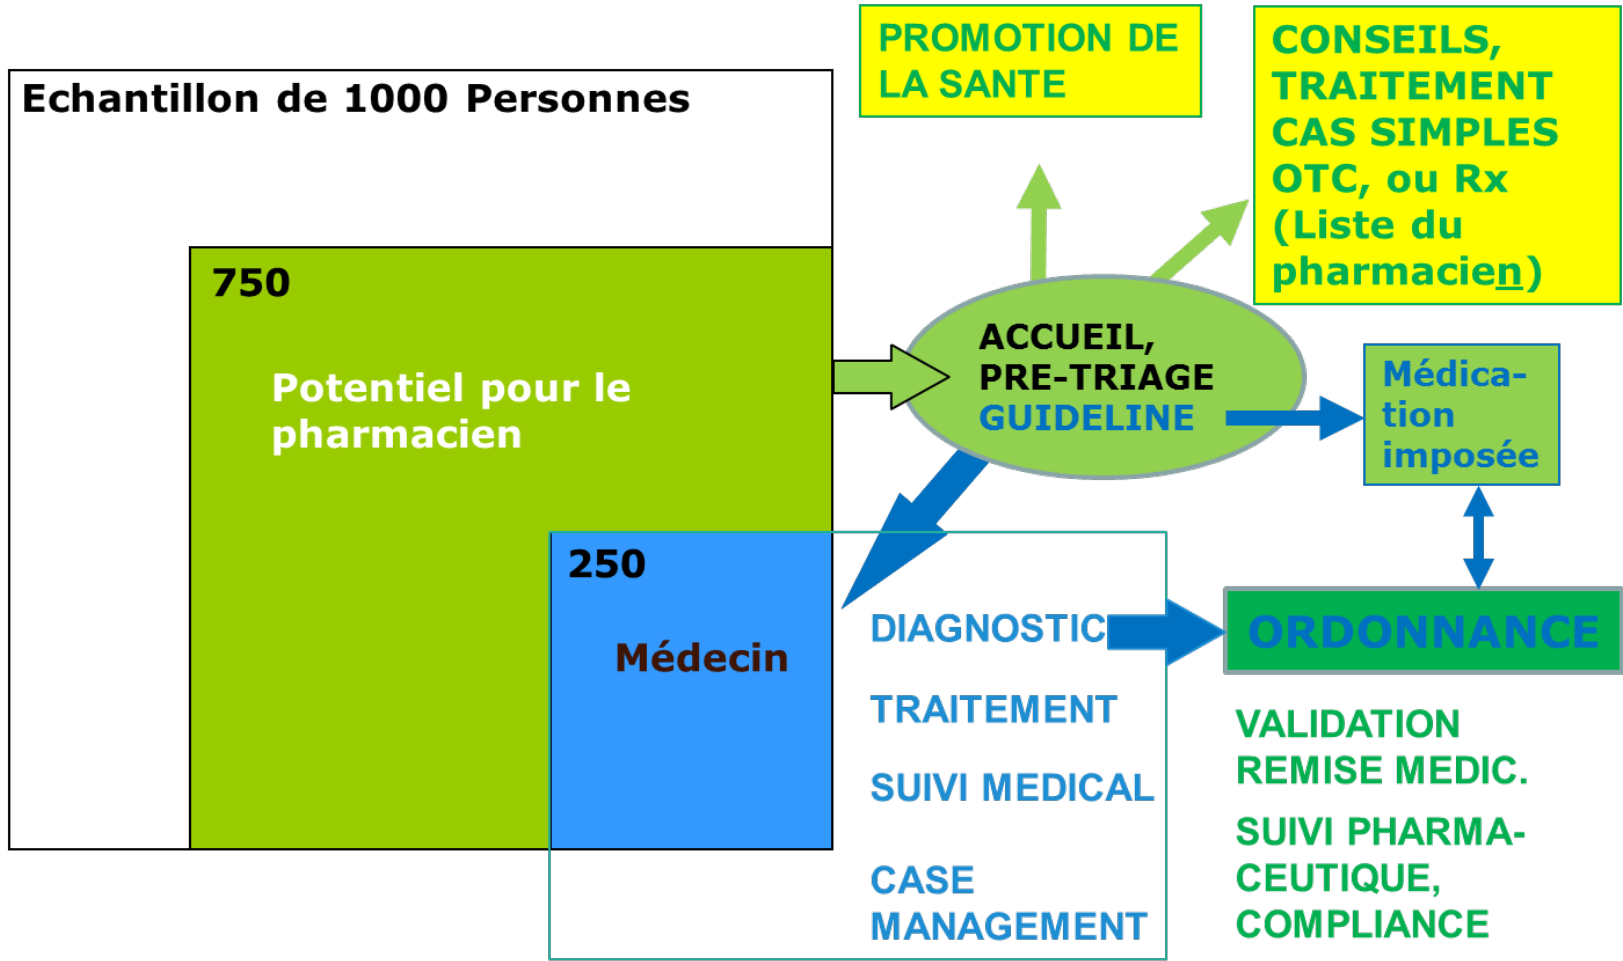 PROMOTION DE
LA SANTE
CONSEILS,
TRAITEMENT
CAS SIMPLES
OTC, ou Rx
(Liste du
pharmacien)
Echantillon de 1000 Personnes
750
Potentiel pour le
pharmacien
ACCUEIL,
PRE-TRIAGE
GUIDELINE
Médica-
tion
imposée
250
Médecin
DIAGNOSTIC
TRAITEMENT
SUIVI MEDICAL
CASE
MANAGEMENT
ORDONNANCE
VALIDATION
REMISE MEDIC.
SUIVI PHARMA-
CEUTIQUE,
COMPLIANCE